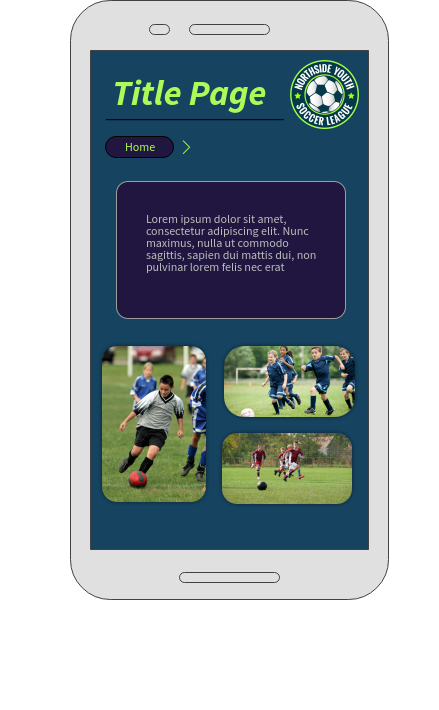 Title Page
NORTHSIDE YOUTH
SOCCER LEAGUE
Home
Lorem ipsum dolor sit amet,
consectetur adipiscing elit. Nunc
maximus, nulla ut commodo
sagittis, sapien dui mattis dui, non
pulvinar lorem felis nec erat